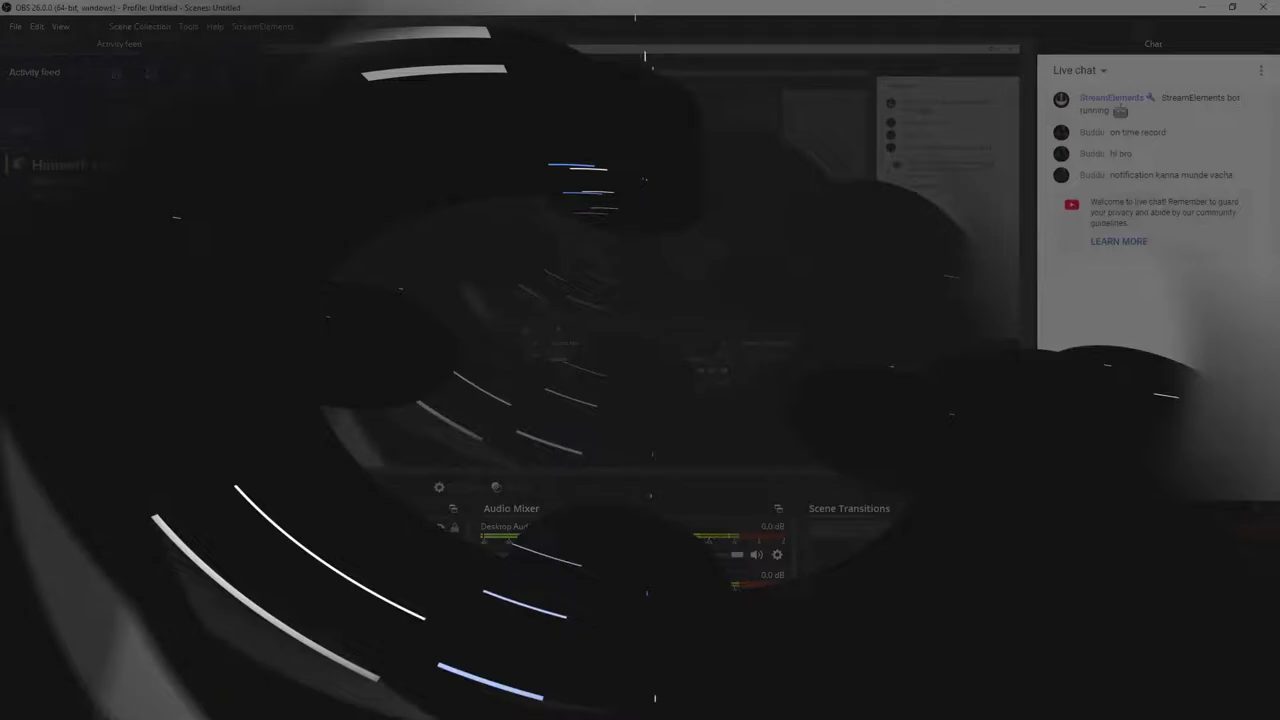 OBS 26.0.0 (64-bit, windows) - Profile: Untitled - Scenes: Untitled
File Edit View Scene Collection Tools Help StreamElements
Activity feed
Chat
Activity feed
Live chat
StreamElements StreamElements bot
running
Buddu on time record
Buddu hi bro
Buddu notification kanna munde vacha
Welcome to live chat! Remember to guard
your privacy and abide by our community
guidelines.
LEARN MORE
Audio Mixer
Scene Transitions
Desktop Aud
0.0 dB
0.0 dB